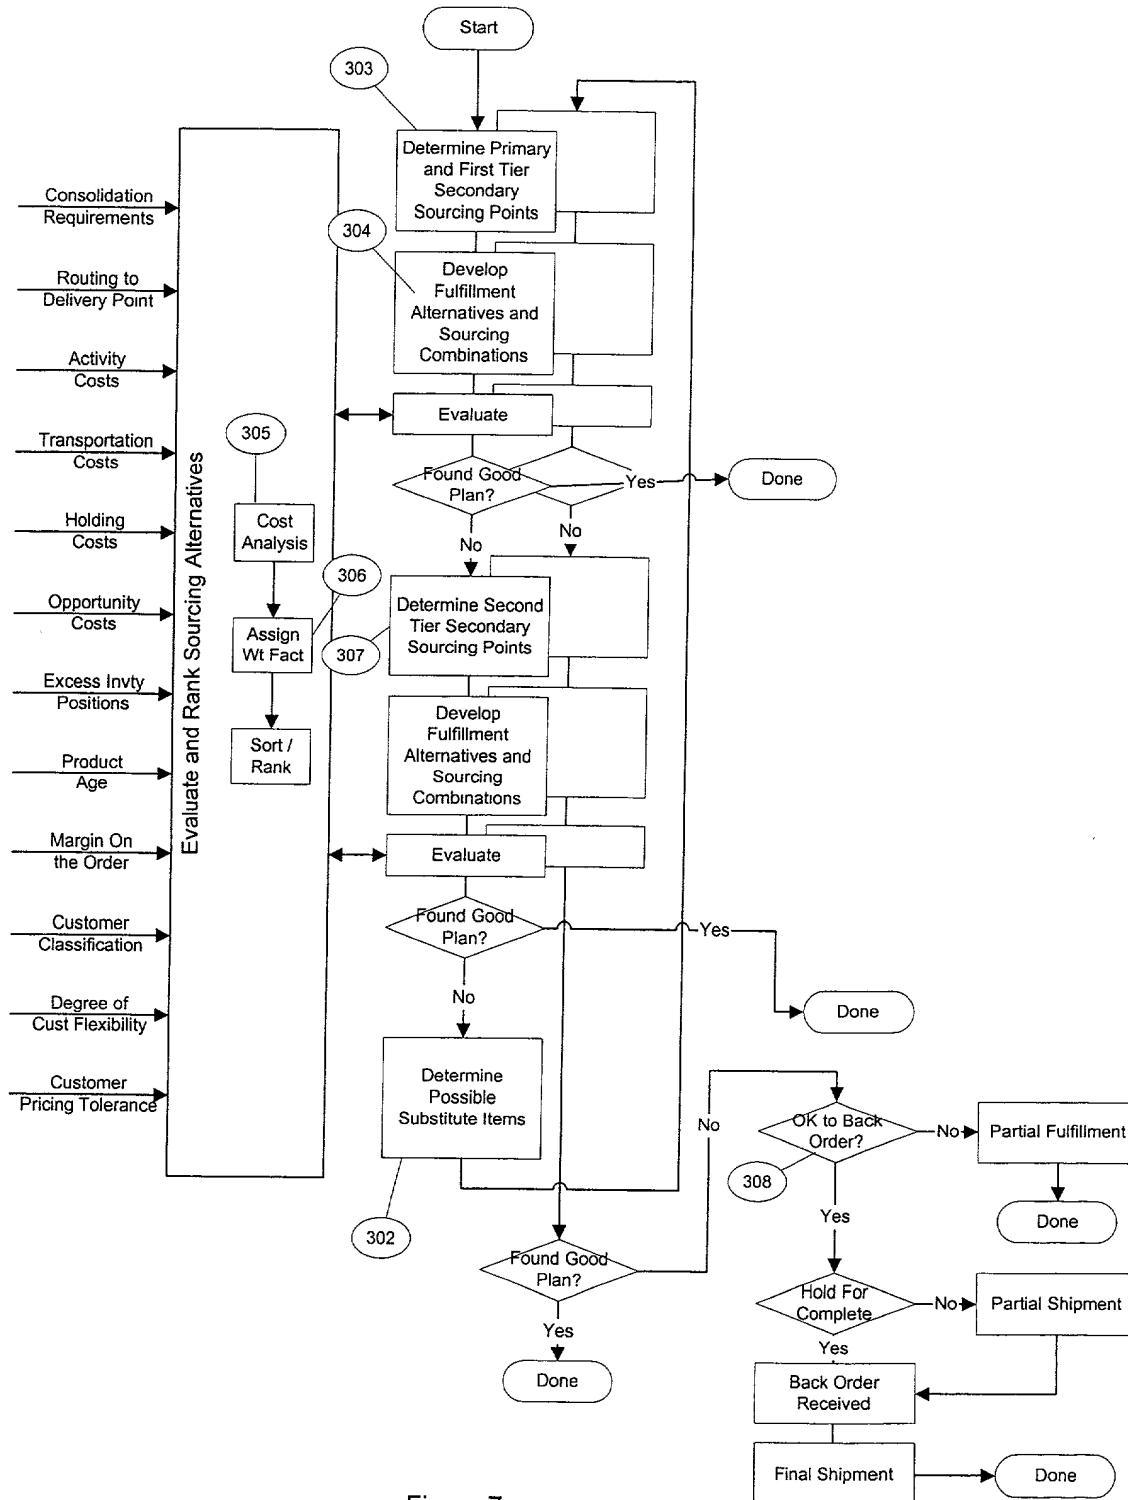 Start
303
Determine Primary
and First Tier
Secondary
Sourcing Points
Consolidation
Requirements
304
Routing to
Delivery Point
Develop
Fulfillment
Alternatives and
Sourcing
Combinations
Activity
Costs
Evaluate
305
Transportation
Costs
Evaluate and Rank Sourcing Alternatives
Found Good
Plan?
Yes
Done
Holding
Costs
Cost
Analysis
No
No
306
Opportunity
Costs
Assign
Wt Fact
307
Determine Second
Tier Secondary
Sourcing Points
Excess Invty
Positions
Sort /
Rank
Develop
Fulfillment
Alternatives and
Sourcing
Combinations
Product
Age
Margin On
the Order
Evaluate
Customer
Classification
Found Good
Plan?
Yes
No
Done
Degree of
Cust Flexibility
Customer
Pricing Tolerance
Determine
Possible
Substitute Items
302
No
OK to Back
Order?
No
Partial Fulfillment
308
Done
Yes
Found Good
Plan?
Yes
Done
Hold For
Complete
No
Partial Shipment
Yes
Back Order
Received
Final Shipment
Done